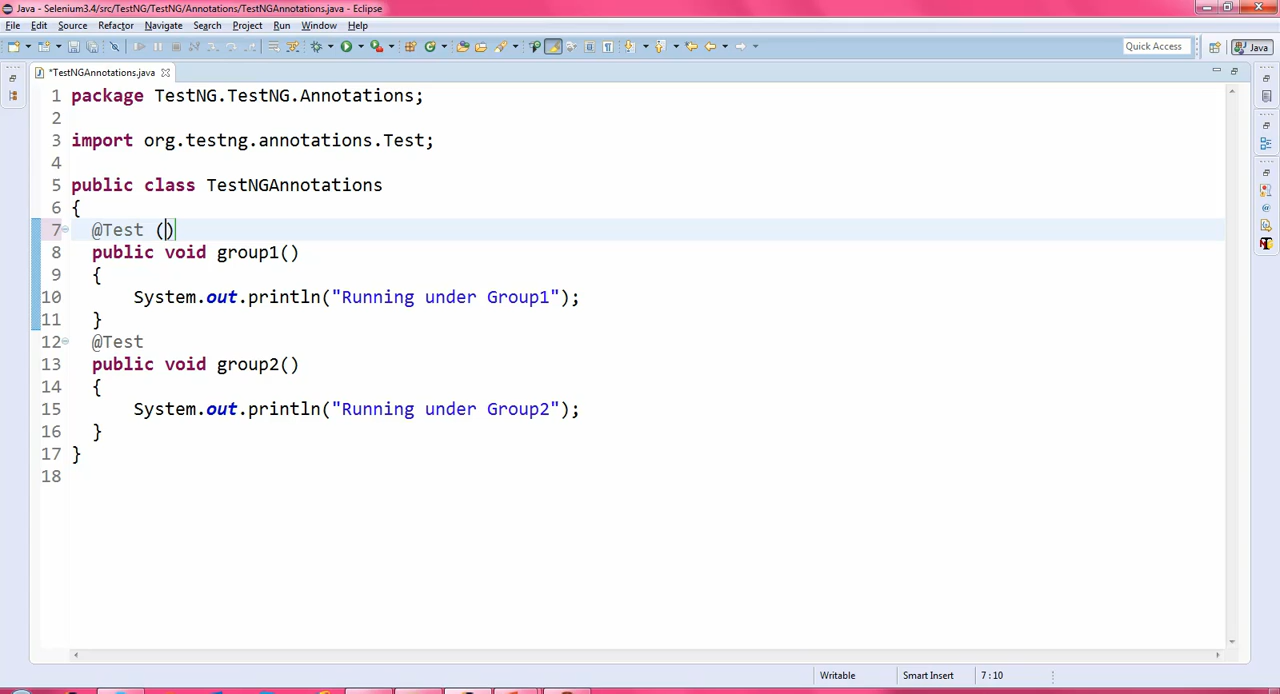 Java - Selenium3.4/src/TestNG/TestNG/Annotations/TestNGAnnotations.java - Eclipse
File Edit Source Refactor Navigate Search Project Run Window Help
Quick Access
Java
*TestNGAnnotations.java
1 package TestNG.TestNG.Annotations;
2
3 import org.testng.annotations.Test;
4
5 public class TestNGAnnotations
6 {
7 @Test ()
8 public void group1()
9 {
10 System.out.println("Running under Group1");
11 }
12 @Test
13 public void group2()
14 {
15 System.out.println("Running under Group2");
16 }
17 }
18
Writable Smart Insert 7 : 10